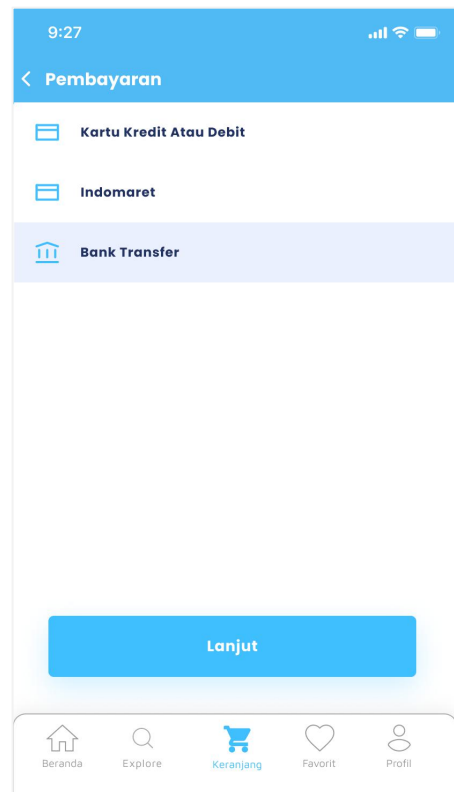 9:27
Pembayaran
Kartu Kredit Atau Debit
Indomaret
Bank Transfer
Lanjut
Beranda Explore Keranjang Favorit Profil